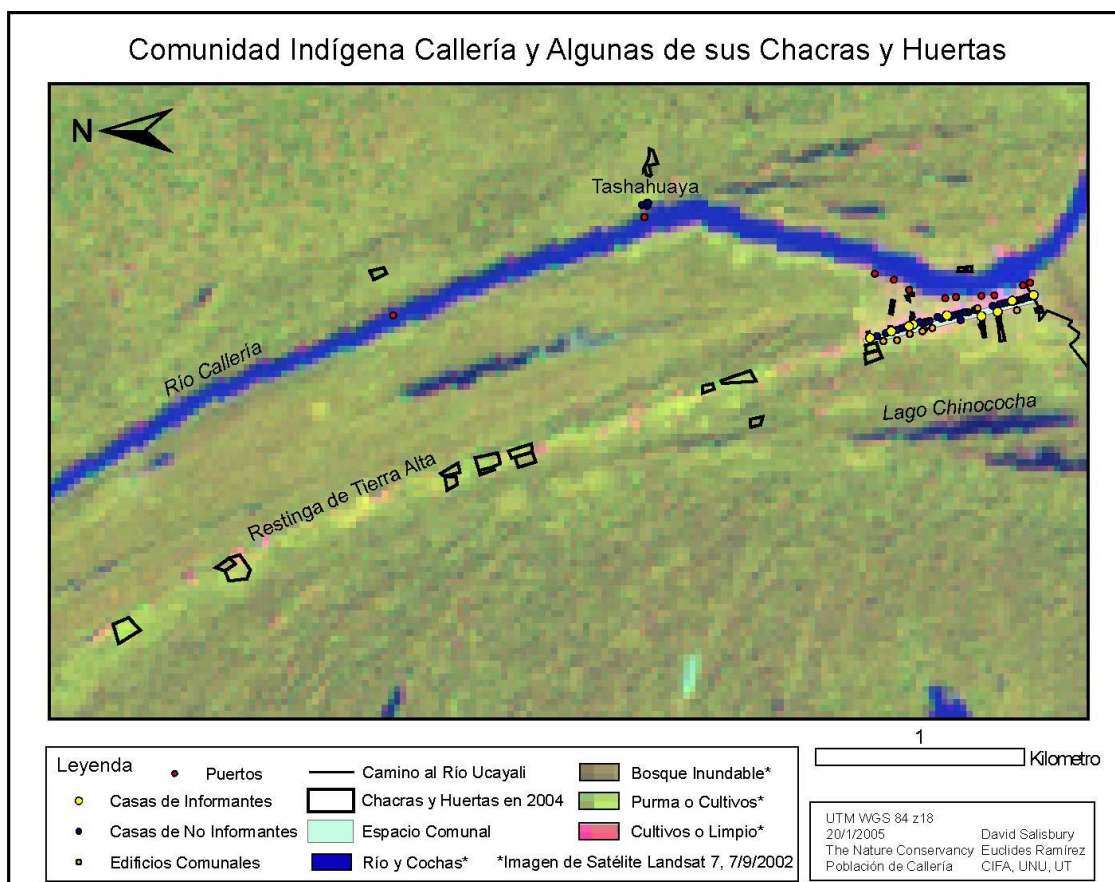 Comunidad Indígena Callería y Algunas de sus Chacras y Huertas
N
Tashahuaya
Río Callería
Lago Chinococha
Restinga de Tierra Alta
Leyenda
Puertos
Casas de Informantes
Casas de No Informantes
Edificios Comunales
Camino al Río Ucayali
Chacras y Huertas en 2004
Espacio Comunal
Río y Cochas*
Bosque Inundable*
Purma o Cultivos*
Cultivos o Limpio*
*Imagen de Satélite Landsat 7, 7/9/2002
1
Kilometro
UTM WGS 84 z18
20/1/2005 David Salisbury
The Nature Conservancy Euclides Ramírez
Población de Callería CIFA, UNU, UT